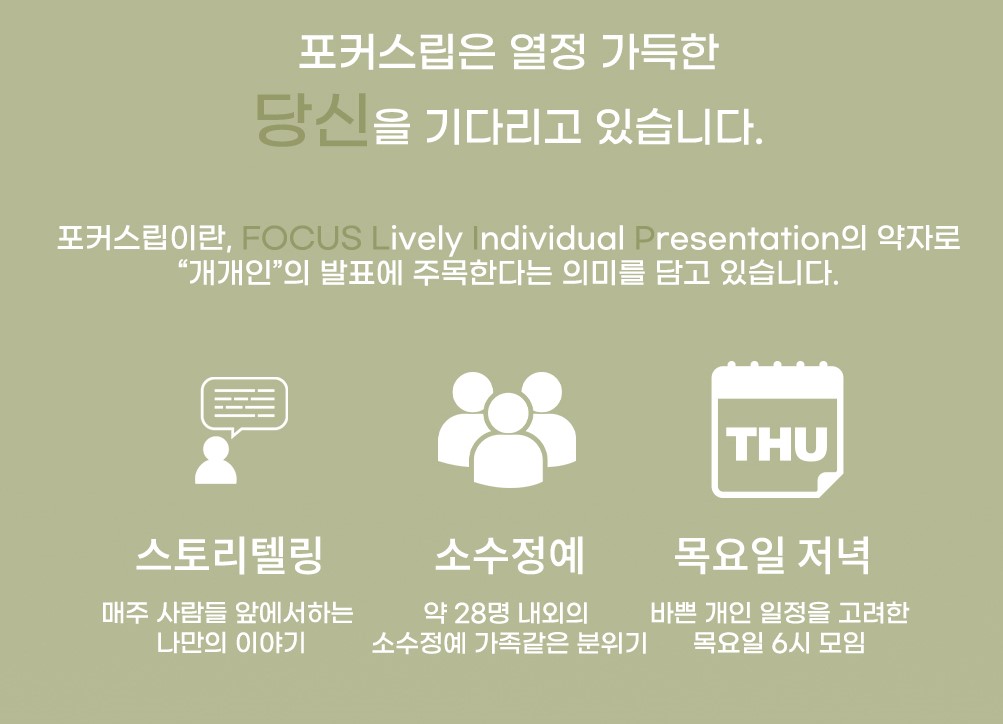 포커스립은 열정 가득한
당신을 기다리고 있습니다.
포커스립이란, FOCUS Lively Individual Presentation의 약자로
“개개인”의 발표에 주목한다는 의미를 담고 있습니다.
THU
스토리텔링
매주 사람들 앞에서하는
나만의 이야기
소수정예
약 28명 내외의
소수정예 가족같은 분위기
목요일 저녁
바쁜 개인 일정을 고려한
목요일 6시 모임